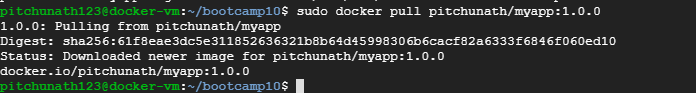 pitchunath123@docker-vm:~/bootcamp10$ sudo docker pull pitchunath/myapp:1.0.0
1.0.0: Pulling from pitchunath/myapp
Digest: sha256:61f8eae3dc5e311852636321b8b64d45998306b6cacf82a6333f6846f060ed10
Status: Downloaded newer image for pitchunath/myapp:1.0.0
docker.io/pitchunath/myapp:1.0.0
pitchunath123@docker-vm:~/bootcamp10$